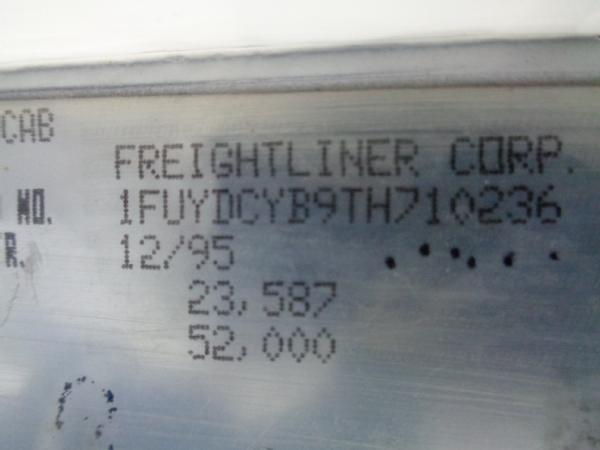 CAB
FREIGHTLINER CORP.
NO. 1FUYDCYB9TH710236
R. 12/95
23,587
52,000